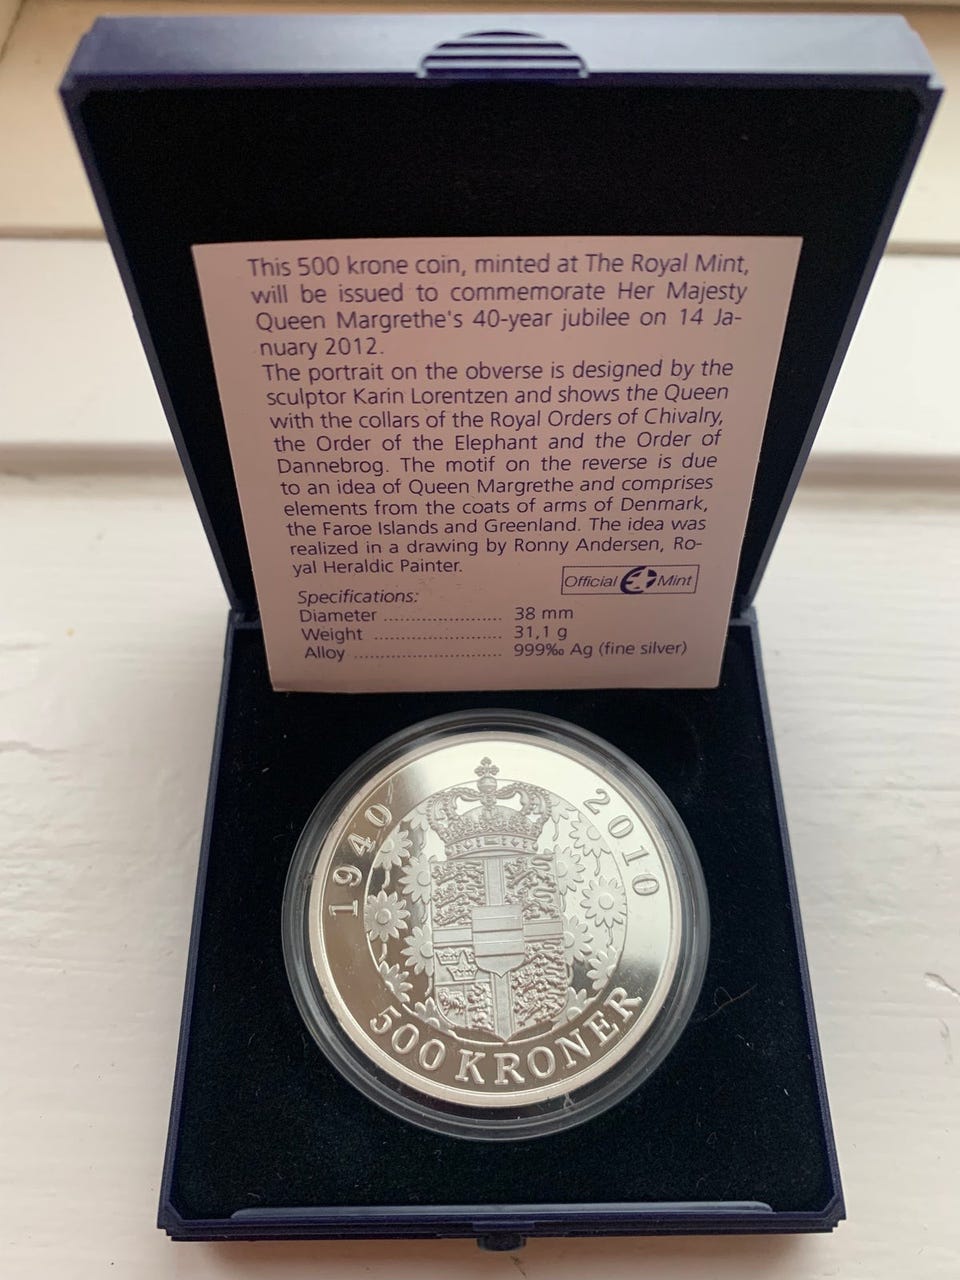 This 500 krone coin, minted at The Royal Mint,
will be issued to commemorate Her Majesty
Queen Margrethe's 40-year jubilee on 14 Ja-
nuary 2012.
The portrait on the obverse is designed by the
sculptor Karin Lorentzen and shows the Queen
with the collars of the Royal Orders of Chivalry,
the Order of the Elephant and the Order of
Dannebrog. The motif on the reverse is due
to an idea of Queen Margrethe and comprises
elements from the coats of arms of Denmark,
the Faroe Islands and Greenland. The idea was
realized in a drawing by Ronny Andersen, Ro-
yal Heraldic Painter.
Official Mint
Specifications:
Diameter ........................ 38 mm
Weight .......................... 31,1 g
Alloy .............................. 999‰ Ag (fine silver)
1940 2010
500 KRONER